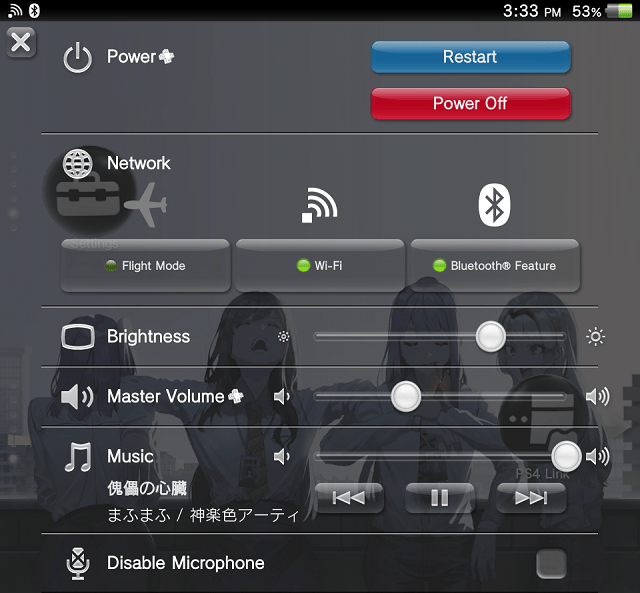 3:33 PM 53%
Power
Restart
Power Off
Network
Settings
Flight Mode
Wi-Fi
Bluetooth® Feature
Brightness
Master Volume
Music
PS4 Link
傀儡の心臓
まふまふ / 神楽色アーティ
Disable Microphone